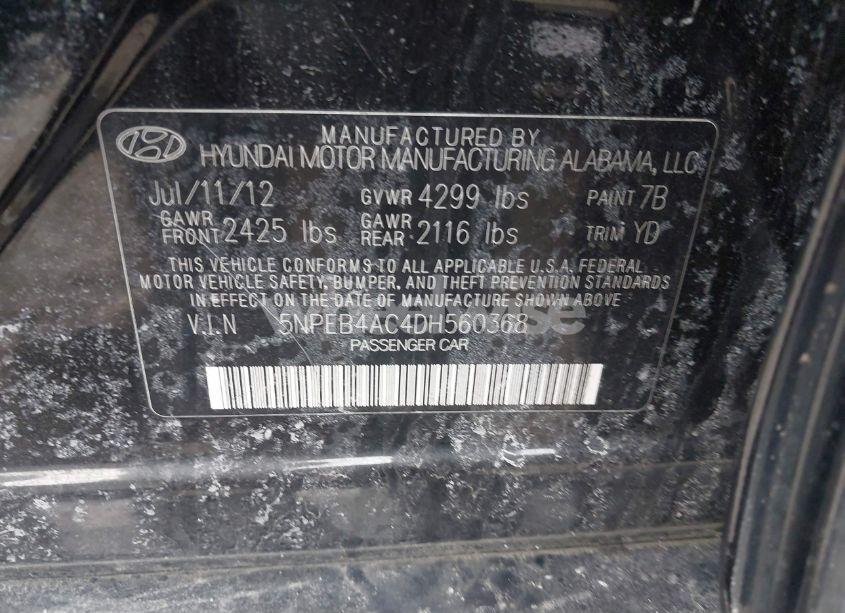 MANUFACTURED BY
HYUNDAI MOTOR MANUFACTURING ALABAMA, LLC
Jul/11/12 GVWR 4299 lbs PAINT 7B
GAWR FRONT 2425 lbs GAWR REAR 2116 lbs TRIM YD
THIS VEHICLE CONFORMS TO ALL APPLICABLE U.S.A. FEDERAL
MOTOR VEHICLE SAFETY, BUMPER, AND THEFT PREVENTION STANDARDS
IN EFFECT ON THE DATE OF MANUFACTURE SHOWN ABOVE
V.I.N 5NPEB4AC4DH560368
PASSENGER CAR